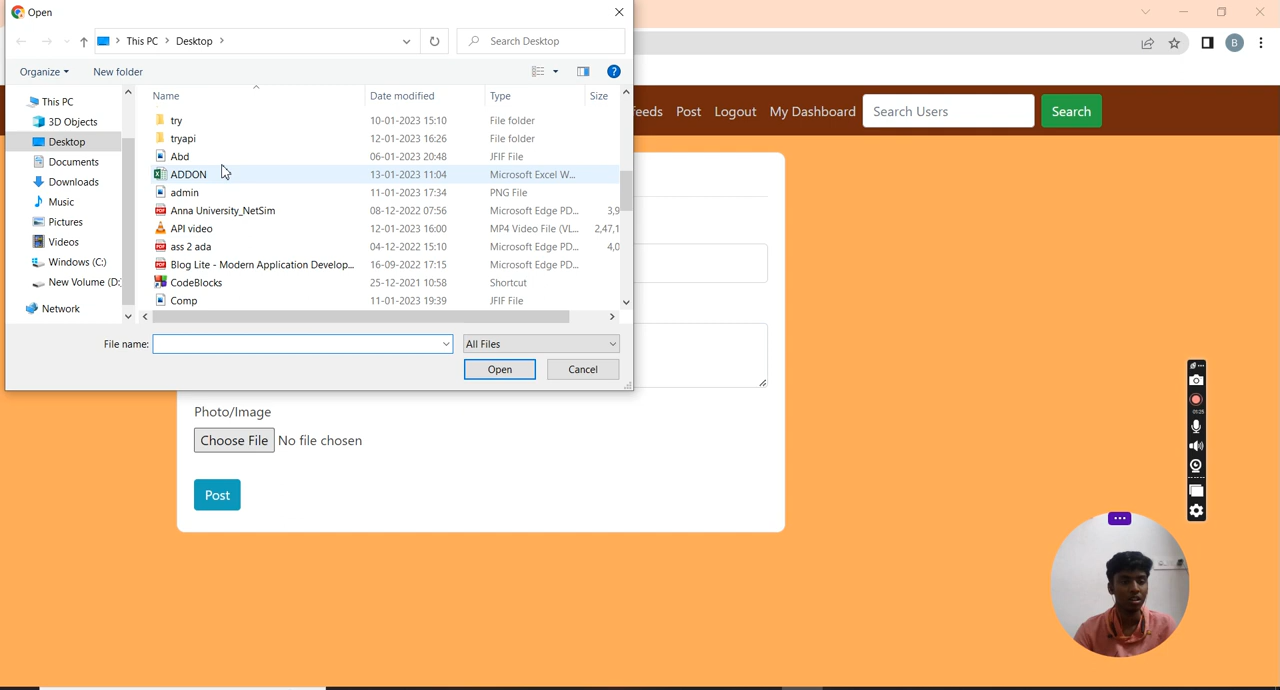 Open
This PC > Desktop >
Search Desktop
Organize
New folder
Name Date modified Type Size
This PC
3D Objects
Desktop
Documents
Downloads
Music
Pictures
Videos
Windows (C:)
New Volume (D:
Network
try 10-01-2023 15:10 File folder
tryapi 12-01-2023 16:26 File folder
Abd 06-01-2023 20:48 JFIF File
ADDON 13-01-2023 11:04 Microsoft Excel W...
admin 11-01-2023 17:34 PNG File
Anna University_NetSim 08-12-2022 07:56 Microsoft Edge PD... 3,9
API video 12-01-2023 16:00 MP4 Video File (VL... 2,47,1
ass 2 ada 04-12-2022 15:10 Microsoft Edge PD... 4,0
Blog Lite - Modern Application Develop... 16-09-2022 17:15 Microsoft Edge PD...
CodeBlocks 25-12-2021 10:58 Shortcut
Comp 11-01-2023 19:39 JFIF File
File name:
All Files
Open Cancel
B
eeds Post Logout My Dashboard Search Users Search
Photo/Image
Choose File No file chosen
Post